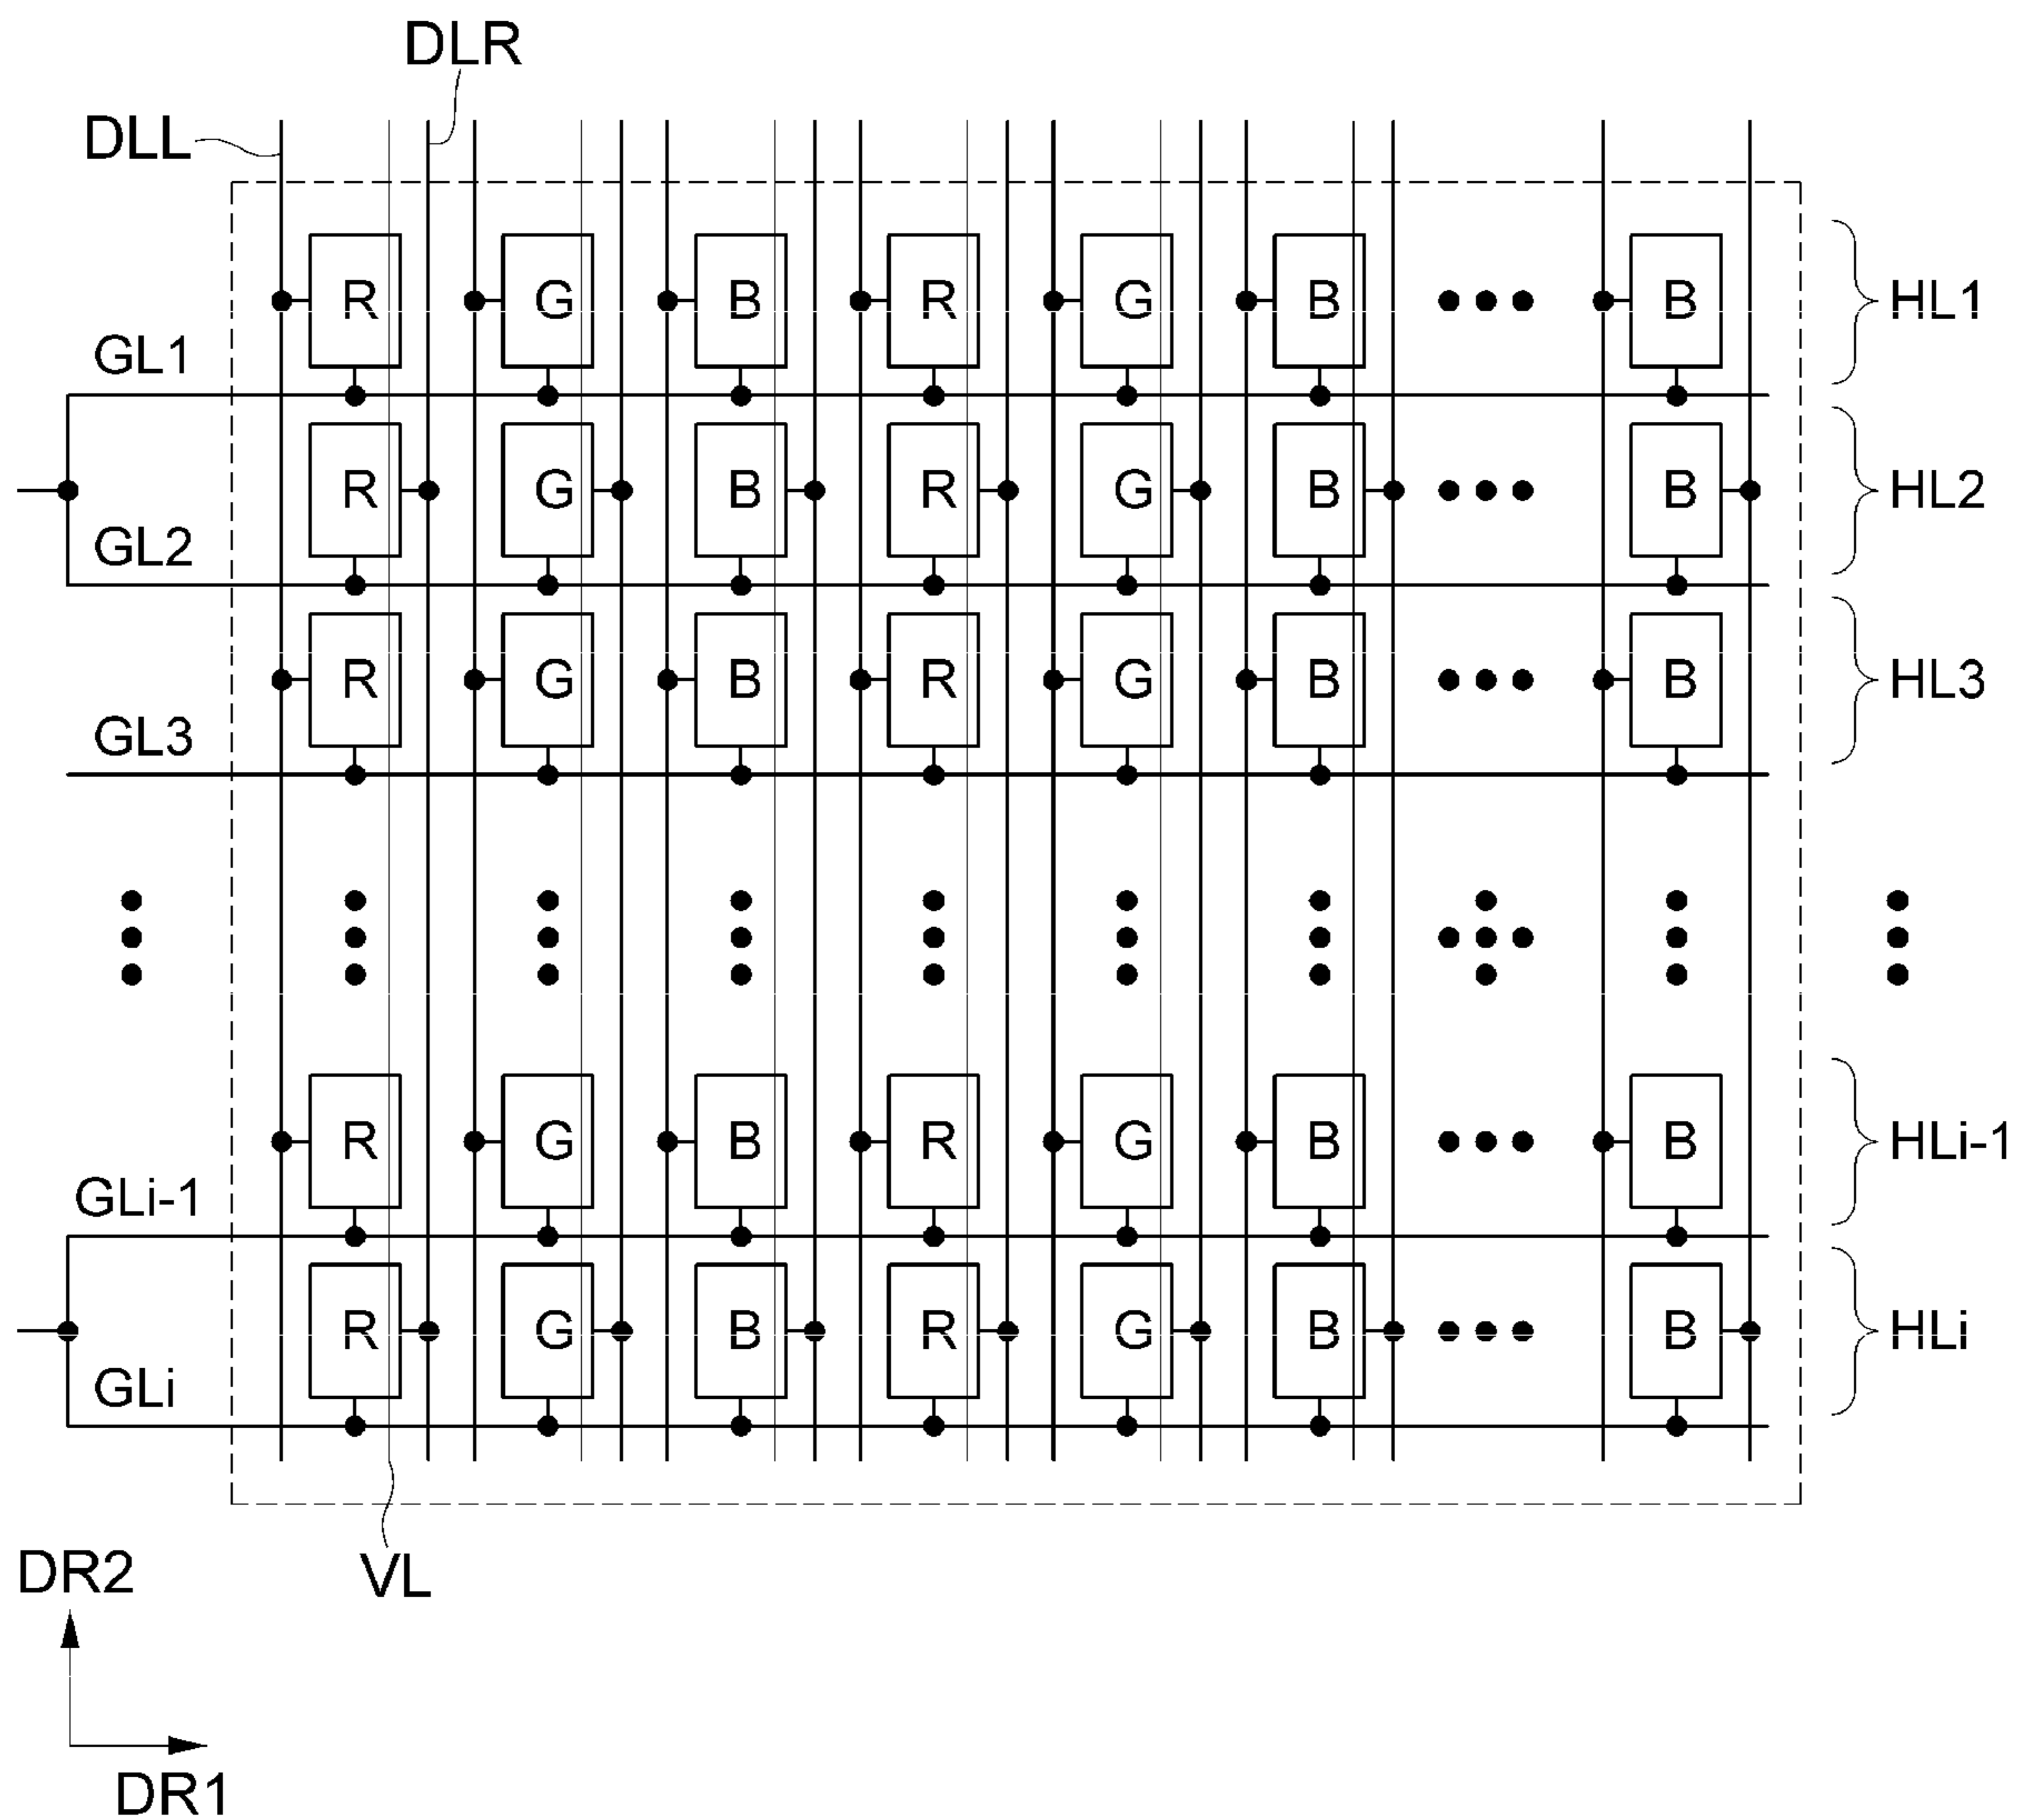 DLR
DLL
R G B R G B B HL1
GL1
R G B R G B B HL2
GL2
R G B R G B B HL3
GL3
R G B R G B B HLi-1
GLi-1
R G B R G B B HLi
GLi
DR2
VL
DR1